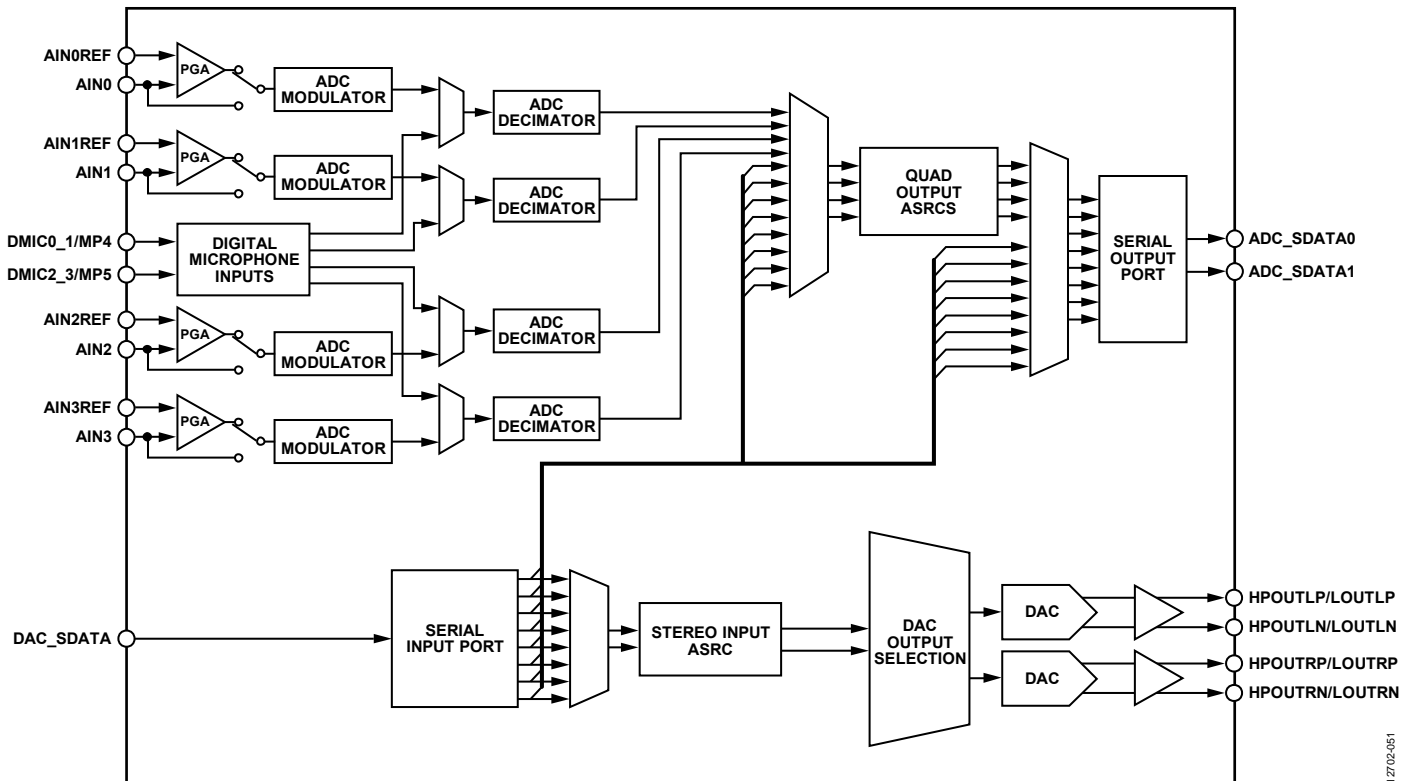 AIN0REF
AIN0
PGA
ADC
MODULATOR
ADC
DECIMATOR
AIN1REF
AIN1
PGA
ADC
MODULATOR
ADC
DECIMATOR
DMIC0_1/MP4
DMIC2_3/MP5
DIGITAL
MICROPHONE
INPUTS
AIN2REF
AIN2
PGA
ADC
MODULATOR
ADC
DECIMATOR
AIN3REF
AIN3
PGA
ADC
MODULATOR
ADC
DECIMATOR
QUAD
OUTPUT
ASRCS
SERIAL
OUTPUT
PORT
ADC_SDATA0
ADC_SDATA1
DAC_SDATA
SERIAL
INPUT PORT
STEREO INPUT
ASRC
DAC
OUTPUT
SELECTION
DAC
DAC
HPOUTLP/LOUTLP
HPOUTLN/LOUTLN
HPOUTRP/LOUTRP
HPOUTRN/LOUTRN
12702-051